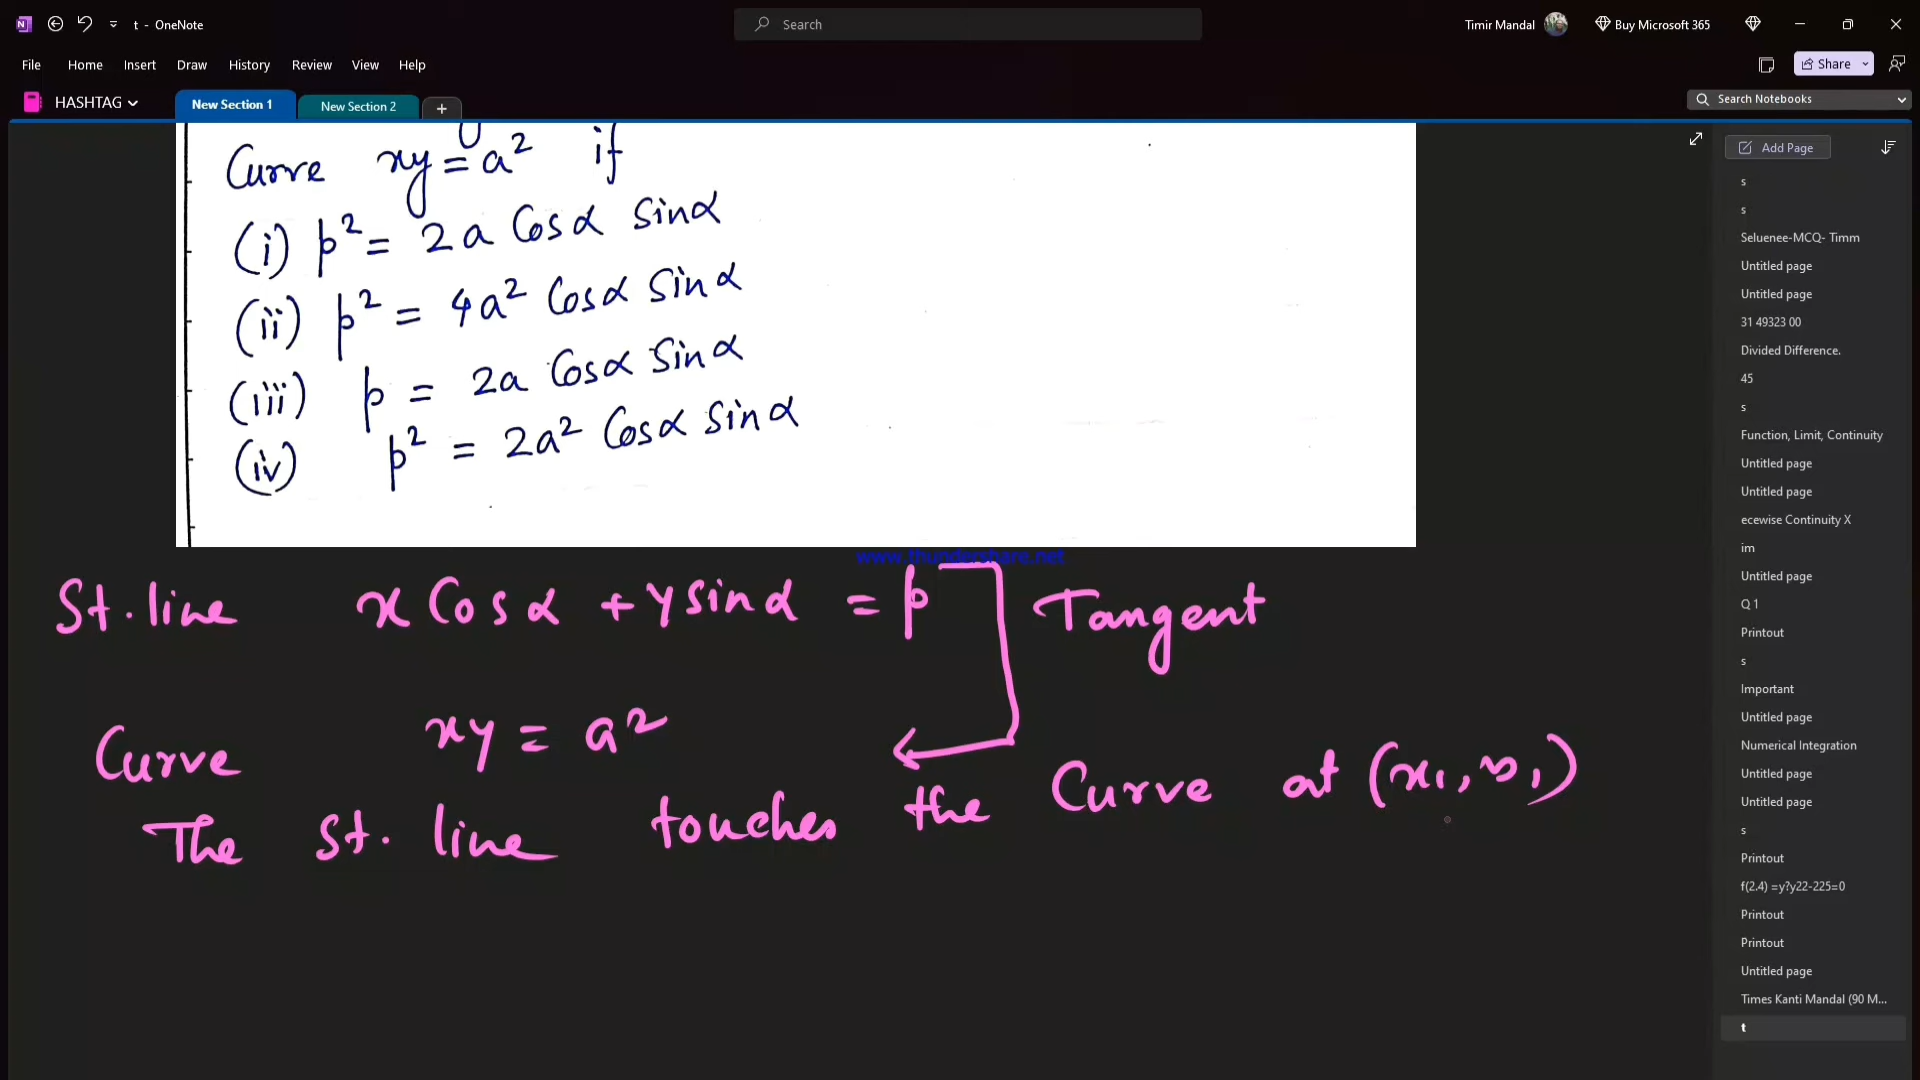 t - OneNote
Search
Timir Mandal
Buy Microsoft 365
File Home Insert Draw History Review View Help
Share
HASHTAG
New Section 1
New Section 2
+
Search Notebooks
Add Page
Curve xy = a² if
(i) p² = 2a Cosα Sinα
(ii) p² = 4a² Cosα Sinα
(iii) p = 2a Cosα Sinα
(iv) p² = 2a² Cosα Sinα
www.thundershare.net
St. line x Cosα + y sinα = p Tangent
Curve xy = a²
The St. line touches the Curve at (x₁, y₁)
s
s
Seluenee-MCQ- Timm
Untitled page
Untitled page
31 49323 00
Divided Difference.
45
s
Function, Limit, Continuity
Untitled page
Untitled page
ecewise Continuity X
im
Untitled page
Q 1
Printout
s
Important
Untitled page
Numerical Integration
Untitled page
Untitled page
s
Printout
f(2.4) =y?y22-225=0
Printout
Printout
Untitled page
Times Kanti Mandal (90 M...
t